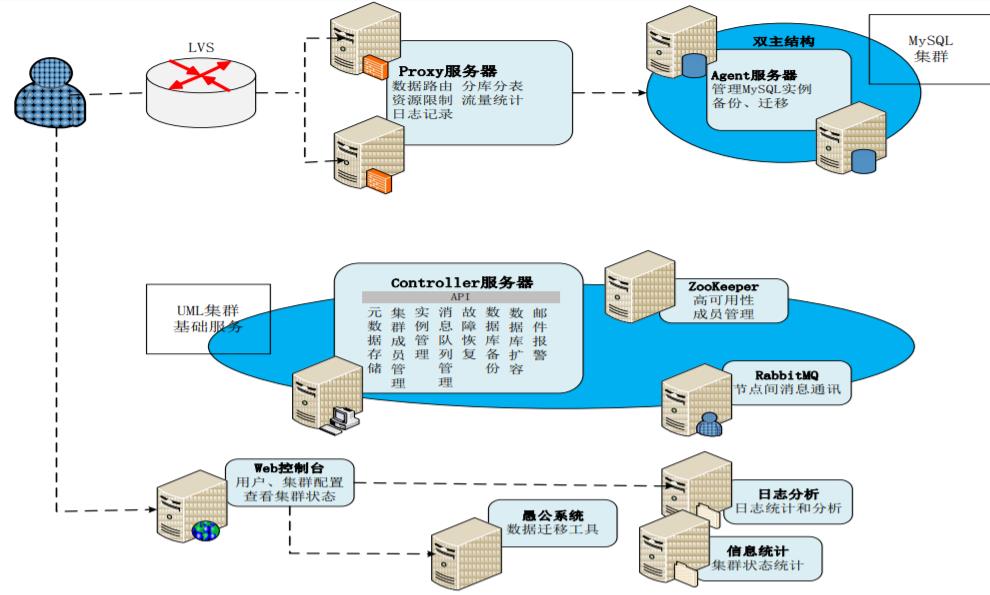 LVS
Proxy服务器
数据路由 分库分表
资源限制 流量统计
日志记录
双主结构
Agent服务器
管理MySQL实例
备份、迁移
MySQL
集群
UML集群
基础服务
Controller服务器
API
元数据存储
集群成员管理
实例管理
消息队列管理
故障恢复
数据库备份
数据库扩容
邮件报警
ZooKeeper
高可用性
成员管理
RabbitMQ
节点间消息通讯
Web控制台
用户、集群配置
查看集群状态
愚公系统
数据迁移工具
日志分析
日志统计和分析
信息统计
集群状态统计